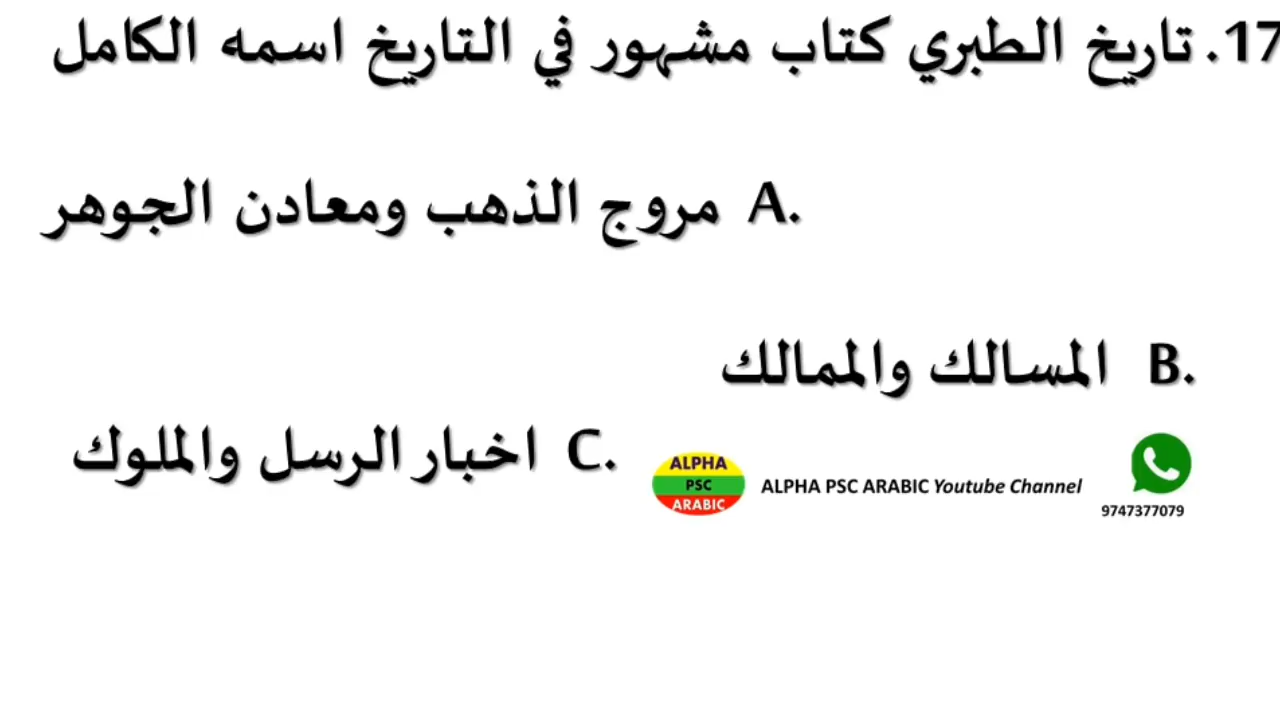 17. تاريخ الطبري كتاب مشهور في التاريخ اسمه الكامل
A. مروج الذهب ومعادن الجوهر
B. المسالك والممالك
C. اخبار الرسل والملوك
ALPHA
PSC
ARABIC
ALPHA PSC ARABIC Youtube Channel
9747377079